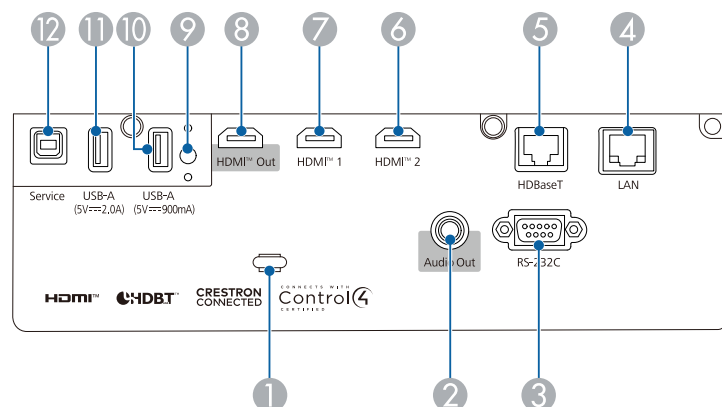 12 11 10 9 8 7 6 5 4
HDMI™ Out HDMI™ 1 HDMI™ 2
Service USB-A USB-A HDBaseT LAN
(5V⎓2.0A) (5V⎓900mA)
Audio Out RS-232C
HDMI™ HDBT™ CRESTRON CONNECTS WITH
CONNECTED Control4
CERTIFIED
1 2 3